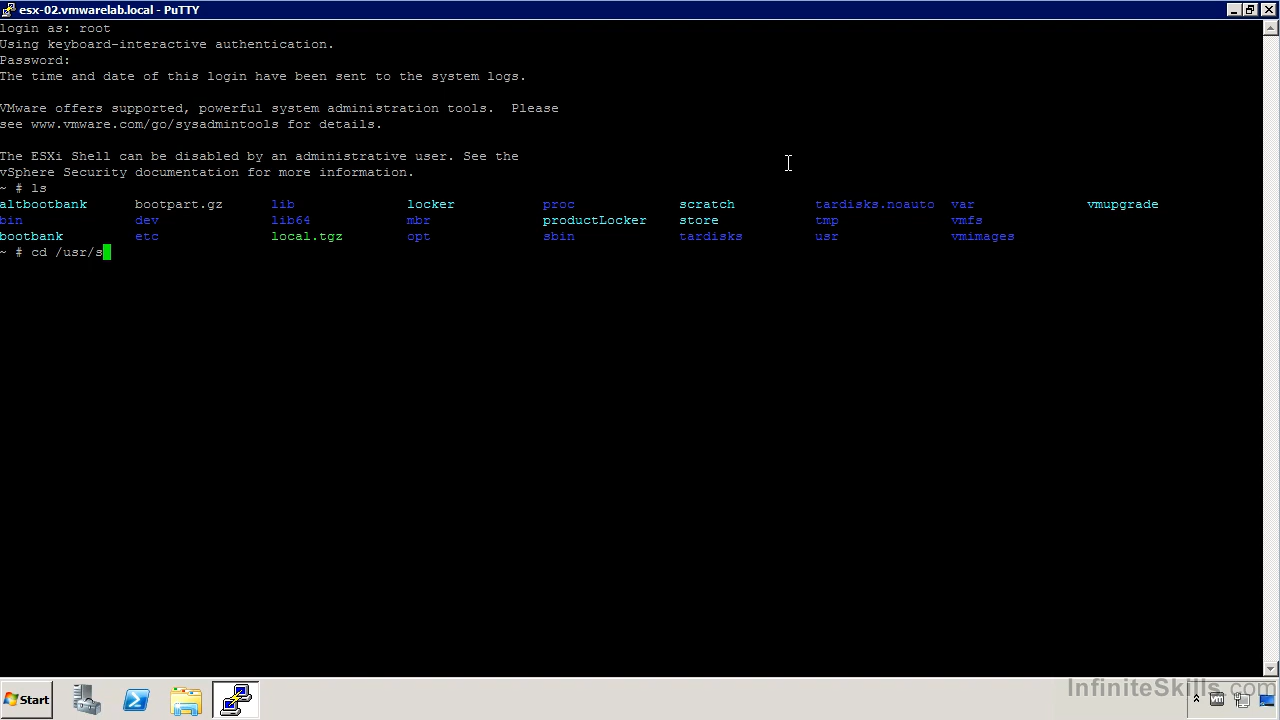 esx-02.vmwarelab.local - PuTTY
login as: root
Using keyboard-interactive authentication.
Password:
The time and date of this login have been sent to the system logs.
VMware offers supported, powerful system administration tools.  Please
see www.vmware.com/go/sysadmintools for details.
The ESXi Shell can be disabled by an administrative user. See the
vSphere Security documentation for more information.
~ # ls
altbootbank bootpart.gz lib locker proc scratch tardisks.noauto var vmupgrade
bin dev lib64 mbr productLocker store tmp vmfs
bootbank etc local.tgz opt sbin tardisks usr vmimages
~ # cd /usr/s
Start
InfiniteSkills.com